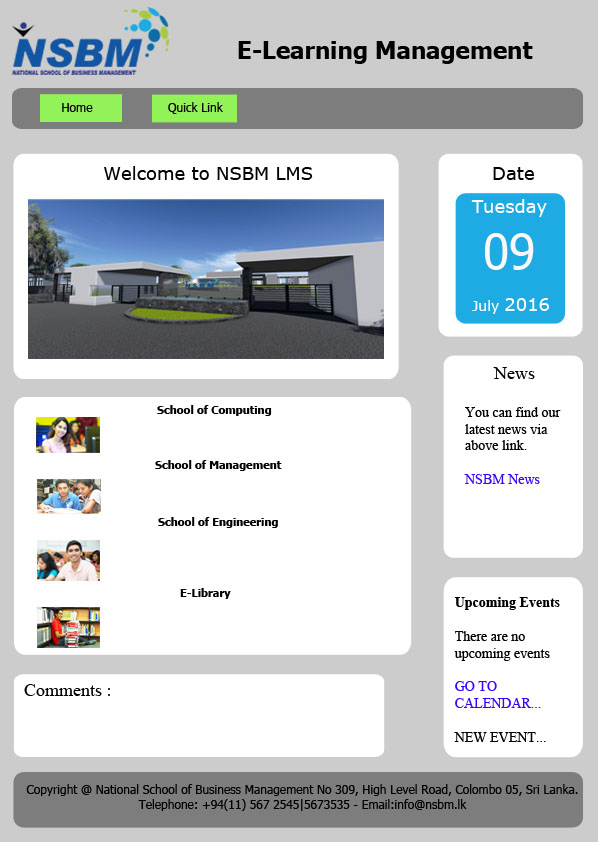 NSBM
NATIONAL SCHOOL OF BUSINESS MANAGEMENT
E-Learning Management
Home
Quick Link
Welcome to NSBM LMS
Date
Tuesday
09
July 2016
News
You can find our
latest news via
above link.
NSBM News
School of Computing
School of Management
School of Engineering
E-Library
Upcoming Events
There are no
upcoming events
GO TO
CALENDAR...
NEW EVENT...
Comments :
Copyright @ National School of Business Management No 309, High Level Road, Colombo 05, Sri Lanka.
Telephone: +94(11) 567 2545|5673535 - Email:info@nsbm.lk